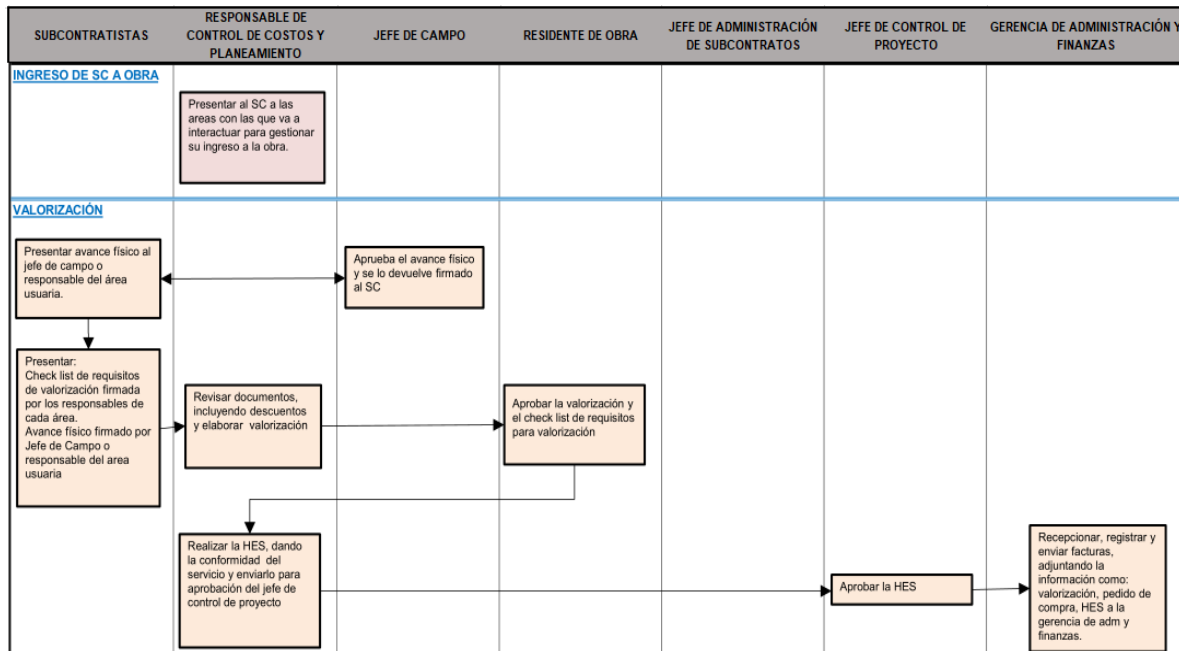 SUBCONTRATISTAS
RESPONSABLE DE
CONTROL DE COSTOS Y
PLANEAMIENTO
JEFE DE CAMPO
RESIDENTE DE OBRA
JEFE DE ADMINISTRACIÓN
DE SUBCONTRATOS
JEFE DE CONTROL DE
PROYECTO
GERENCIA DE ADMINISTRACIÓN Y
FINANZAS
INGRESO DE SC A OBRA
Presentar al SC a las
areas con las que va a
interactuar para gestionar
su ingreso a la obra.
VALORIZACIÓN
Presentar avance físico al
jefe de campo o
responsable del área
usuaria.
Aprueba el avance físico
y se lo devuelve firmado
al SC
Presentar:
Check list de requisitos
de valorización firmada
por los responsables de
cada área.
Avance físico firmado por
Jefe de Campo o
responsable del area
usuaria
Revisar documentos,
incluyendo descuentos
y elaborar valorización
Aprobar la valorización y
el check list de requisitos
para valorización
Realizar la HES, dando
la conformidad del
servicio y enviarlo para
aprobación del jefe de
control de proyecto
Aprobar la HES
Recepcionar, registrar y
enviar facturas,
adjuntando la
información como:
valorización, pedido de
compra, HES a la
gerencia de adm y
finanzas.